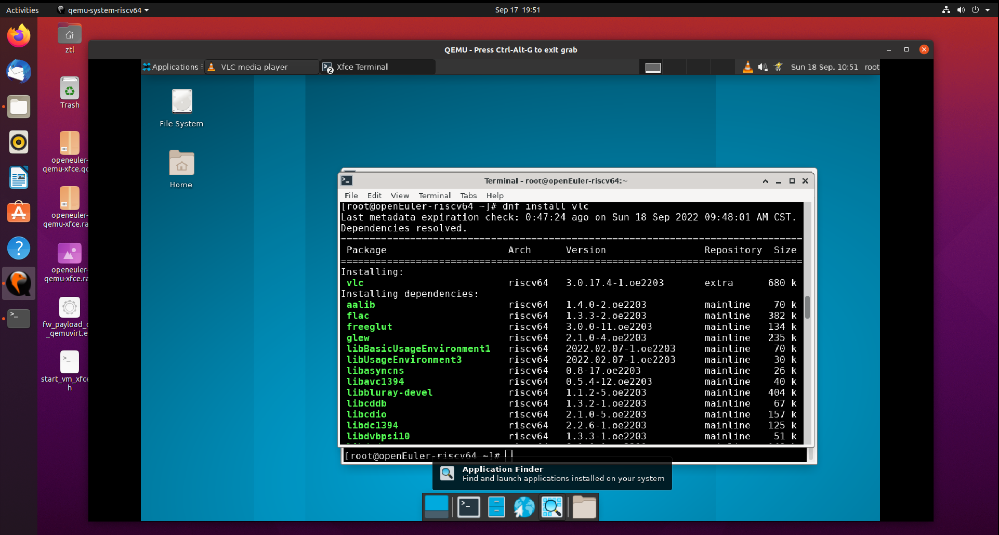 Activities
qemu-system-riscv64
Sep 17 19:51
ztl
Trash
openeuler-
qemu-xfce.qc
openeuler-
qemu-xfce.ra
openeuler-
qemu-xfce.ra
fw_payload_o
_qemuvirt.e
start_vm_xfce
h
QEMU - Press Ctrl-Alt-G to exit grab
Applications
VLC media player
2
Xfce Terminal
Sun 18 Sep, 10:51
root
File System
Home
Terminal - root@openEuler-riscv64:~
File Edit View Terminal Tabs Help
[root@openEuler-riscv64 ~]# dnf install vlc
Last metadata expiration check: 0:47:24 ago on Sun 18 Sep 2022 09:48:01 AM CST.
Dependencies resolved.
================================================================================
Package Arch Version Repository Size
================================================================================
Installing:
vlc riscv64 3.0.17.4-1.oe2203 extra 680 k
Installing dependencies:
aalib riscv64 1.4.0-2.oe2203 mainline 70 k
flac riscv64 1.3.3-2.oe2203 mainline 382 k
freeglut riscv64 3.0.0-11.oe2203 mainline 134 k
glew riscv64 2.1.0-4.oe2203 mainline 235 k
libBasicUsageEnvironment1 riscv64 2022.02.07-1.oe2203 mainline 70 k
libUsageEnvironment3 riscv64 2022.02.07-1.oe2203 mainline 30 k
libasyncns riscv64 0.8-17.oe2203 mainline 26 k
libavc1394 riscv64 0.5.4-12.oe2203 mainline 40 k
libbluray-devel riscv64 1.1.2-5.oe2203 mainline 404 k
libcddb riscv64 1.3.2-1.oe2203 mainline 67 k
libcdio riscv64 2.1.0-5.oe2203 mainline 157 k
libdc1394 riscv64 2.2.6-1.oe2203 mainline 125 k
libdvbpsi10 riscv64 1.3.3-1.oe2203 mainline 51 k
[root@openEuler-riscv64 ~]#
Application Finder
Find and launch applications installed on your system